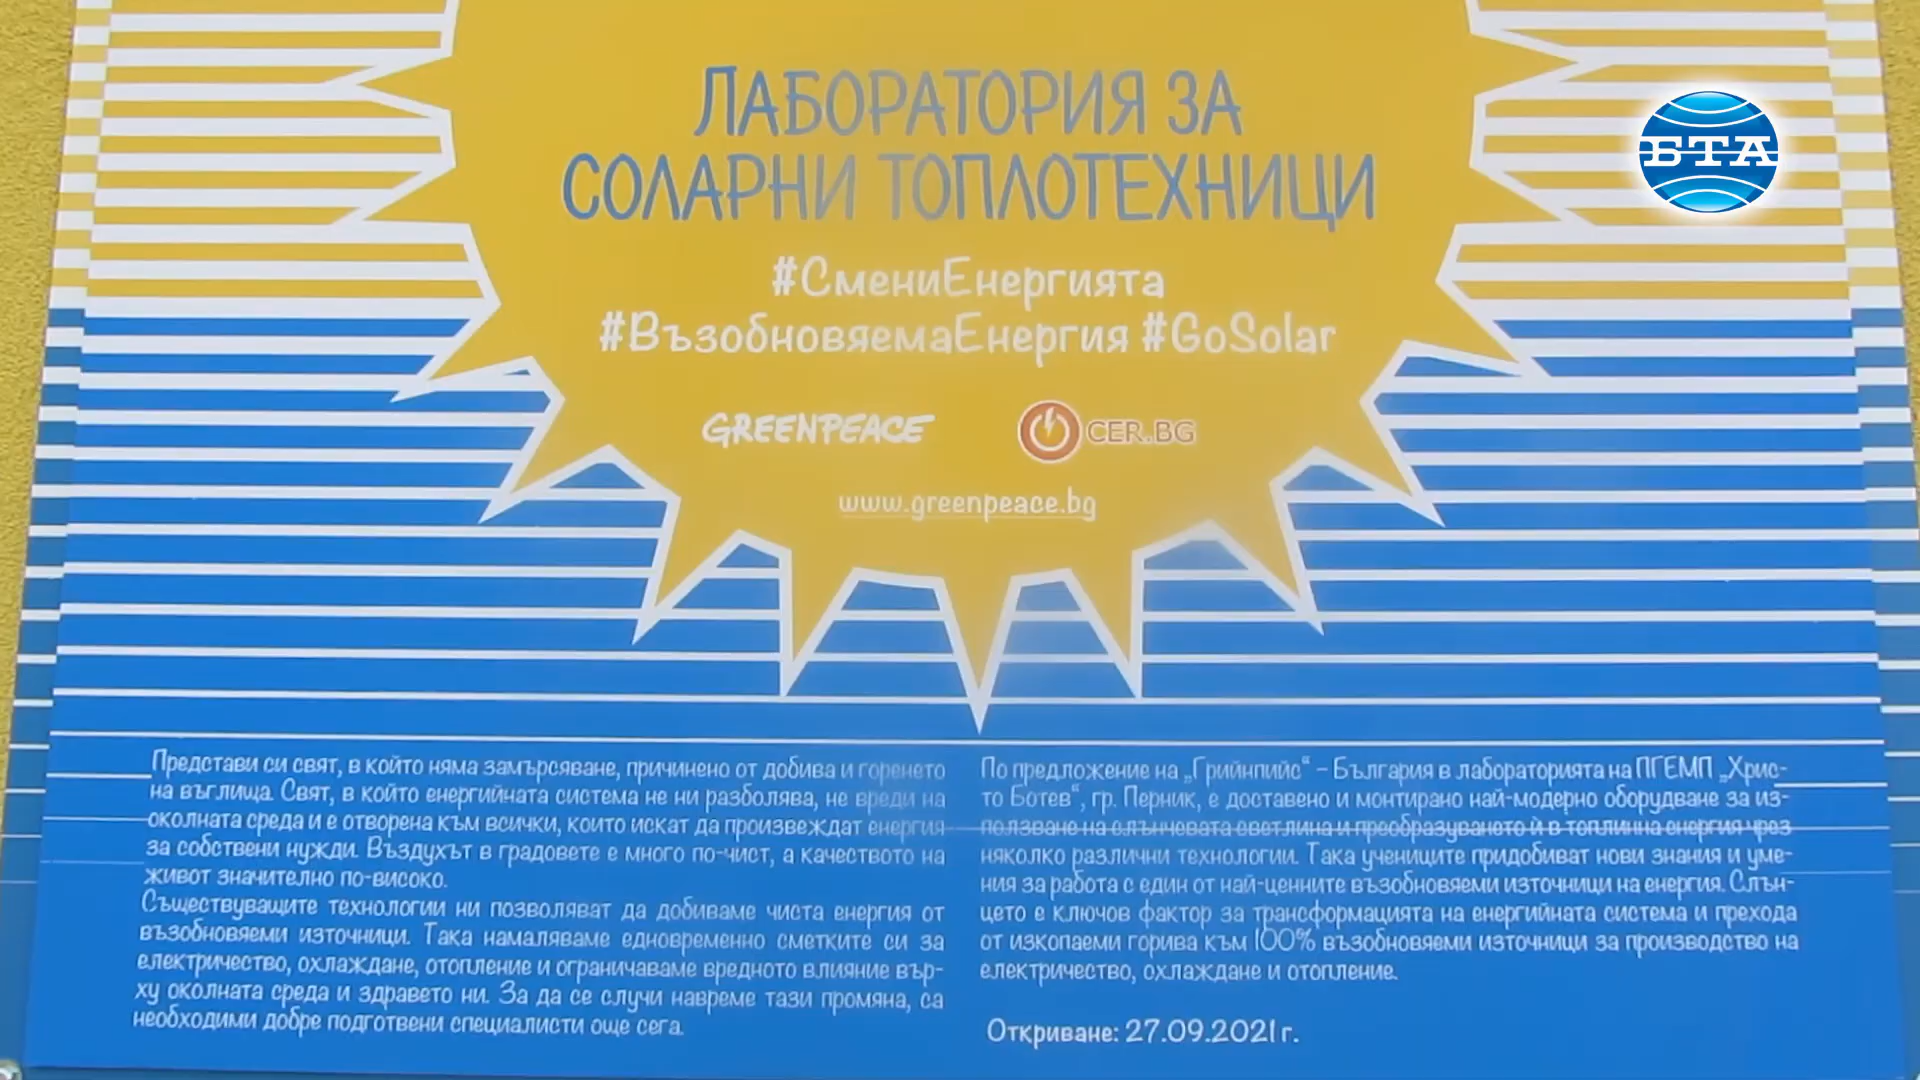 ЛАБОРАТОРИЯ ЗА
СОЛАРНИ ТОПЛОТЕХНИЦИ
#СмениЕнергията
#ВъзобновяемаЕнергия #GoSolar
GREENPEACE
CER.BG
www.greenpeace.bg
БТА
Представи си свят, в който няма замърсяване, причинено от добива и горенето
на въглища. Свят, в който енергийната система не ни разболява, не вреди на
околната среда и е отворена към всички, които искат да произвеждат енергия
за собствени нужди. Въздухът в градовете е много по-чист, а качеството на
живот значително по-високо.
Съществуващите технологии ни позволяват да добиваме чиста енергия от
възобновяеми източници. Така намаляваме едновременно сметките си за
електричество, охлаждане, отопление и ограничаваме вредното влияние вър-
ху околната среда и здравето ни. За да се случи навреме тази промяна, са
необходими добре подготвени специалисти още сега.
По предложение на „Грийнпийс“ – България в лабораторията на ПГЕМП „Хрис-
то Ботев“, гр. Перник, е доставено и монтирано най-модерно оборудване за из-
ползване на слънчевата светлина и преобразуването ѝ в топлинна енергия чрез
няколко различни технологии. Така учениците придобиват нови знания и уме-
ния за работа с един от най-ценните възобновяеми източници на енергия. Слън-
цето е ключов фактор за трансформацията на енергийната система и прехода
от изкопаеми горива към 100% възобновяеми източници за производство на
електричество, охлаждане и отопление.
Откриване: 27.09.2021 г.